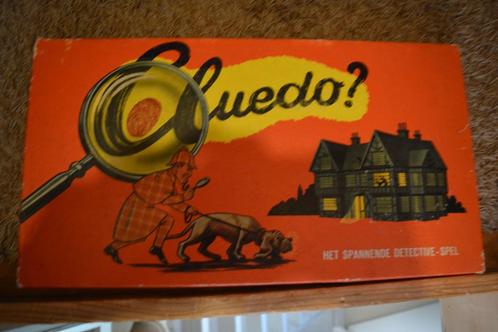 Cluedo?
HET SPANNENDE DETECTIVE-SPEL